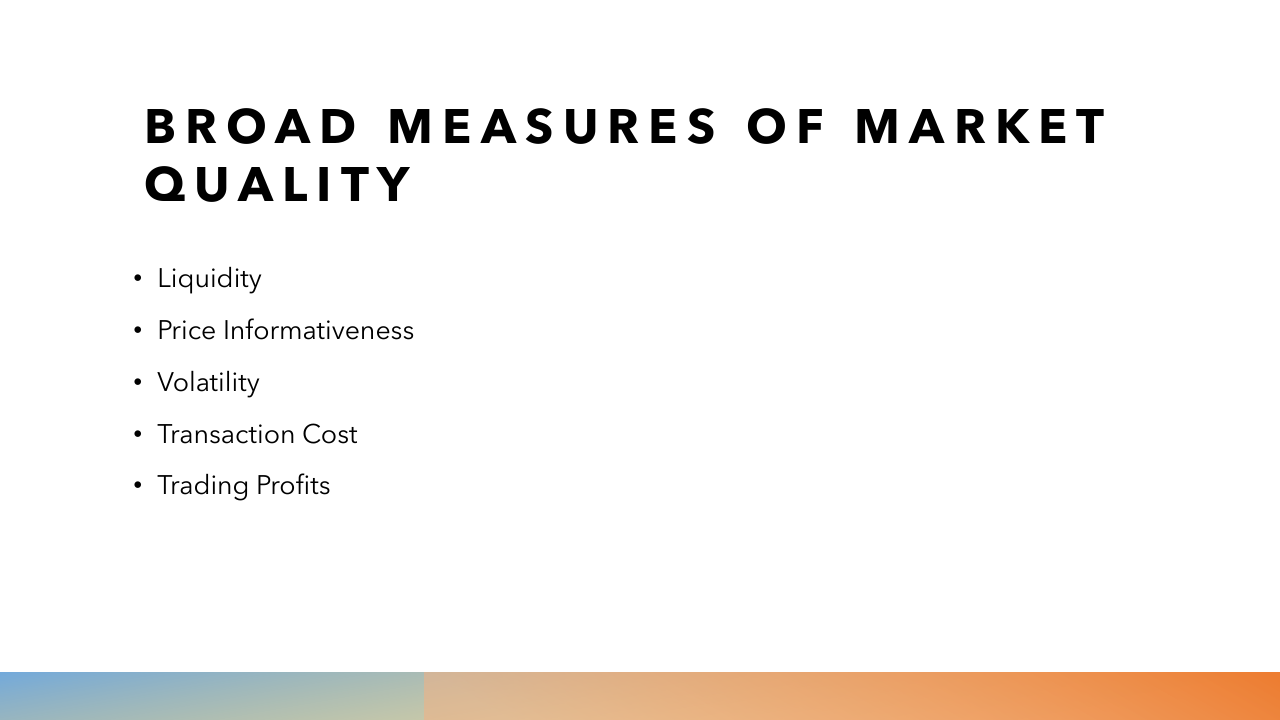 BROAD MEASURES OF MARKET
QUALITY
• Liquidity
• Price Informativeness
• Volatility
• Transaction Cost
• Trading Profits